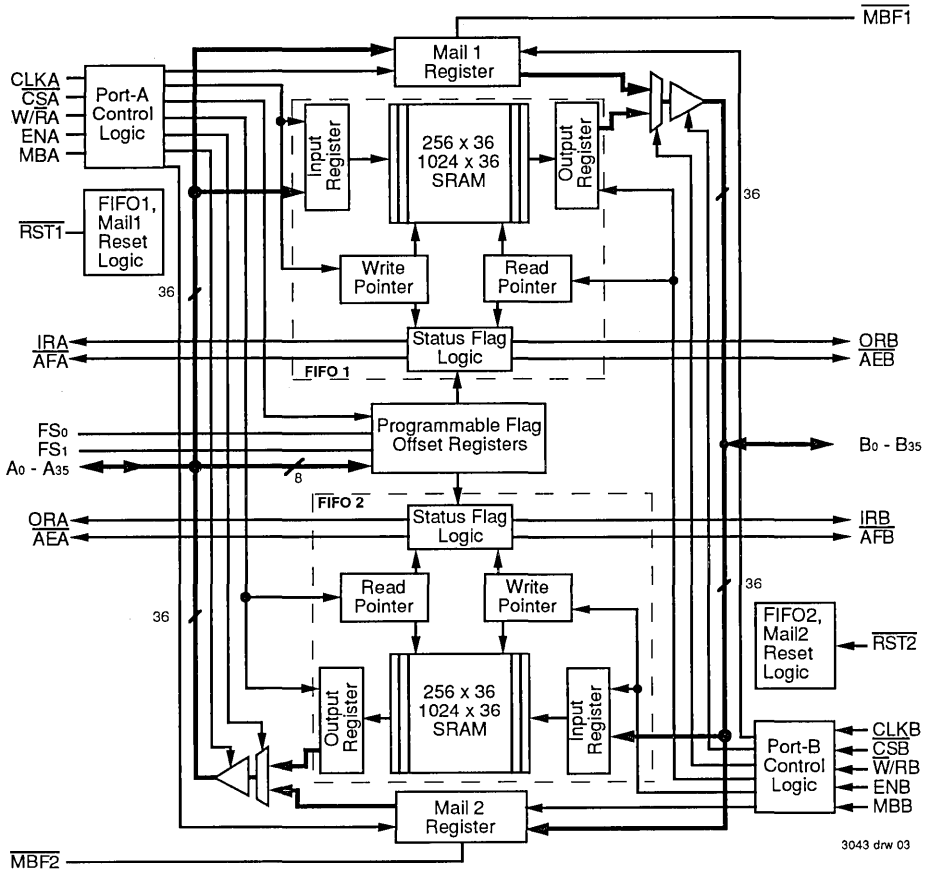 MBF1
Mail 1
Register
CLKA
CSA
W/RA
ENA
MBA
Port-A
Control
Logic
RST1
FIFO1,
Mail1
Reset
Logic
Input
Register
256 x 36
1024 x 36
SRAM
Output
Register
36
36
Write
Pointer
Read
Pointer
IRA
AFA
Status Flag
Logic
FIFO 1
ORB
AEB
Programmable Flag
Offset Registers
FS0
FS1
A0 - A35
8
B0 - B35
FIFO 2
ORA
AEA
Status Flag
Logic
IRB
AFB
Read
Pointer
Write
Pointer
36
36
FIFO2,
Mail2
Reset
Logic
RST2
Output
Register
256 x 36
1024 x 36
SRAM
Input
Register
Port-B
Control
Logic
CLKB
CSB
W/RB
ENB
MBB
Mail 2
Register
MBF2
3043 drw 03